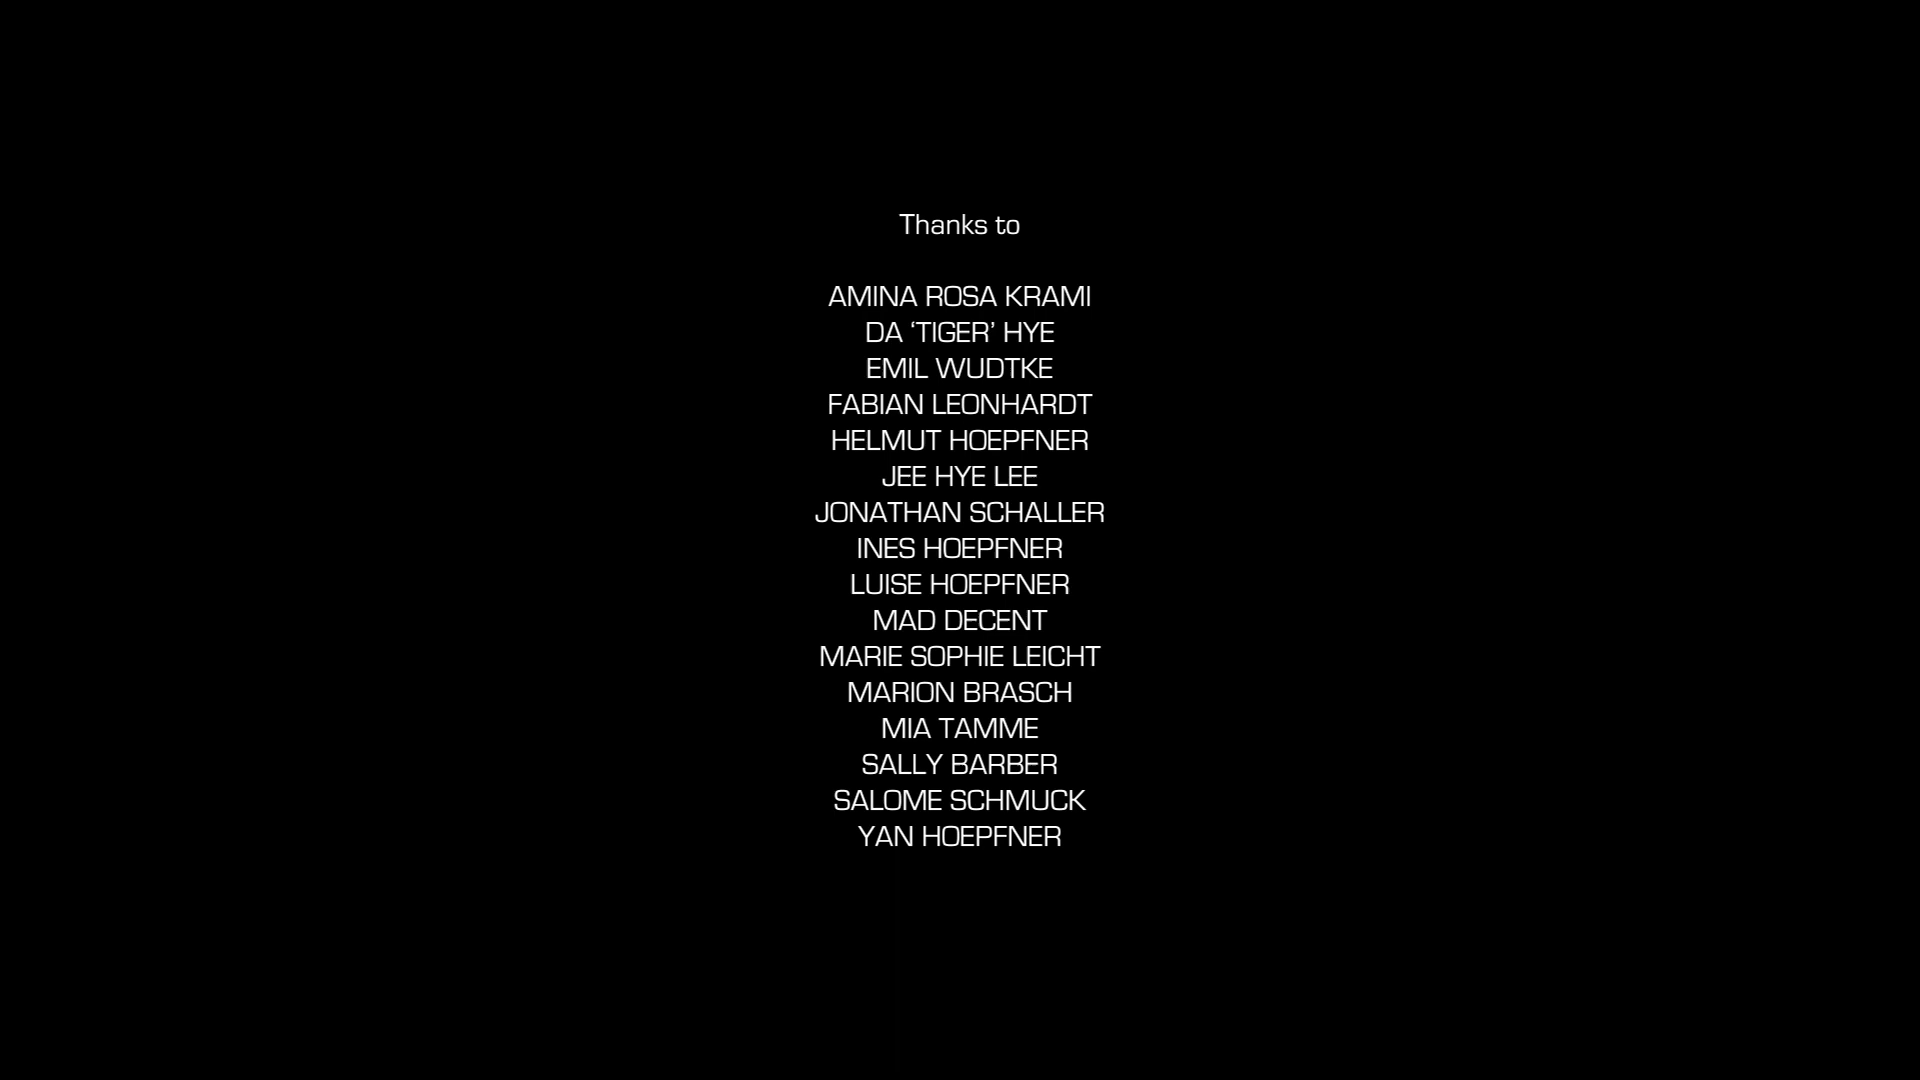 Thanks to
AMINA ROSA KRAMI
DA ‘TIGER’ HYE
EMIL WUDTKE
FABIAN LEONHARDT
HELMUT HOEPFNER
JEE HYE LEE
JONATHAN SCHALLER
INES HOEPFNER
LUISE HOEPFNER
MAD DECENT
MARIE SOPHIE LEICHT
MARION BRASCH
MIA TAMME
SALLY BARBER
SALOME SCHMUCK
YAN HOEPFNER